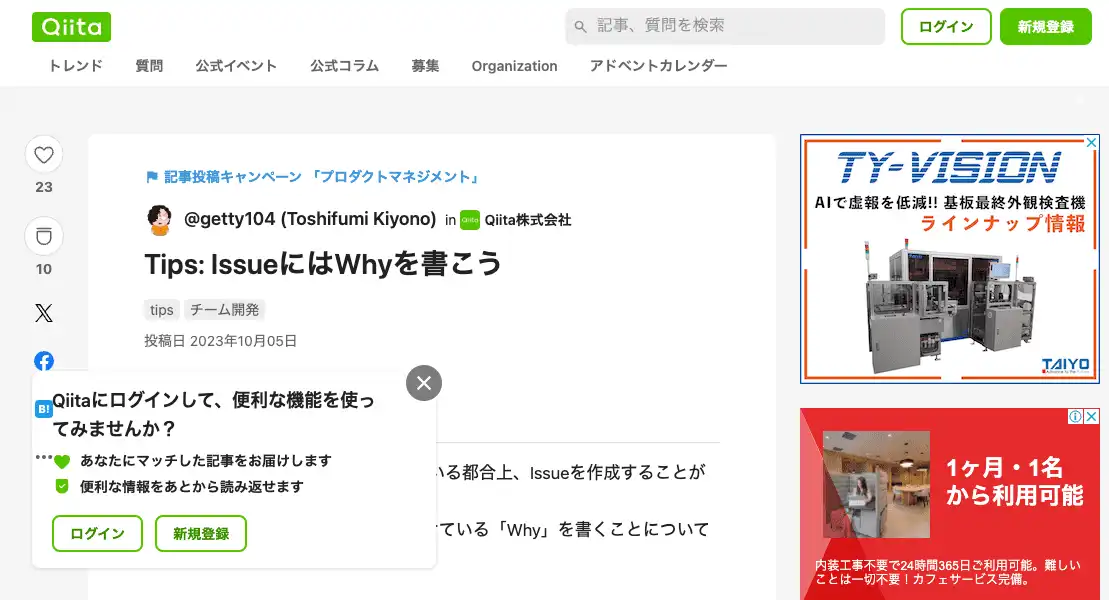 Qiita
記事、質問を検索
ログイン
新規登録
トレンド
質問
公式イベント
公式コラム
募集
Organization
アドベントカレンダー
23
10
記事投稿キャンペーン 「プロダクトマネジメント」
@getty104 (Toshifumi Kiyono) in Qiita株式会社
Tips: IssueにはWhyを書こう
tips
チーム開発
投稿日 2023年10月05日
B!
Qiitaにログインして、便利な機能を使っ
てみませんか？
あなたにマッチした記事をお届けします
便利な情報をあとから読み返せます
ログイン
新規登録
いる都合上、Issueを作成することが
ている「Why」を書くことについて
TY-VISION
AIで虚報を低減!! 基板最終外観検査機
ラインナップ情報
TAIYO
1ヶ月・1名
から利用可能
内装工事不要で24時間365日ご利用可能。難しい
ことは一切不要！カフェサービス完備。